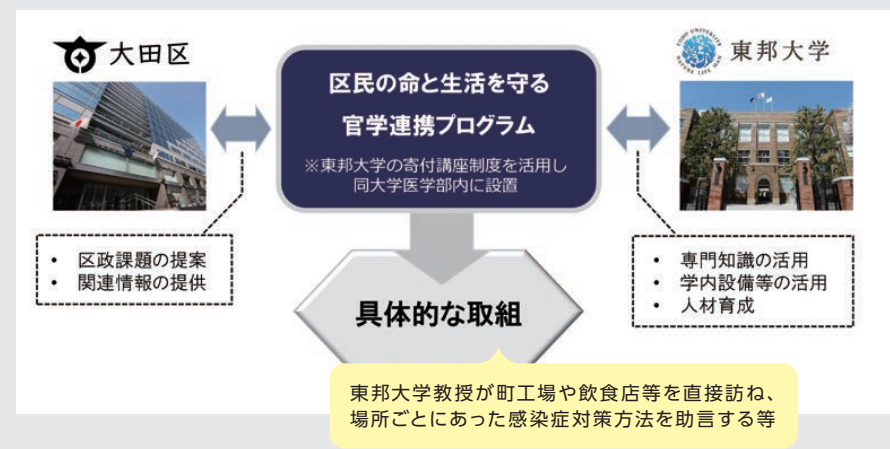 大田区
TOHO UNIVERSITY
NATURE LIFE MAN
東邦大学
区民の命と生活を守る
官学連携プログラム
※東邦大学の寄付講座制度を活用し
同大学医学部内に設置
• 区政課題の提案
• 関連情報の提供
• 専門知識の活用
• 学内設備等の活用
• 人材育成
具体的な取組
東邦大学教授が町工場や飲食店等を直接訪ね、
場所ごとにあった感染症対策方法を助言する等